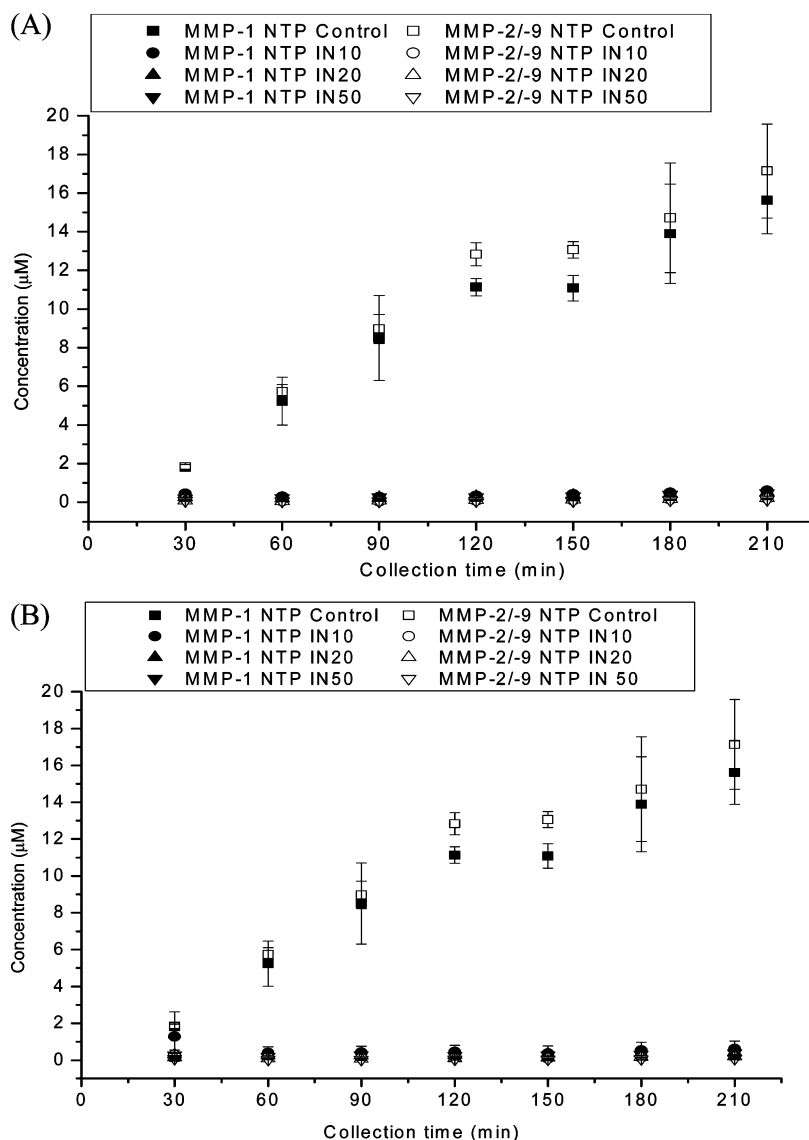 (A)
MMP-1 NTP Control MMP-2/-9 NTP Control
MMP-1 NTP IN10 MMP-2/-9 NTP IN10
MMP-1 NTP IN20 MMP-2/-9 NTP IN20
MMP-1 NTP IN50 MMP-2/-9 NTP IN50
20
18
16
14
12
10
8
6
4
2
0
Concentration (μM)
0 30 60 90 120 150 180 210
Collection time (min)
(B)
MMP-1 NTP Control MMP-2/-9 NTP Control
MMP-1 NTP IN10 MMP-2/-9 NTP IN10
MMP-1 NTP IN20 MMP-2/-9 NTP IN20
MMP-1 NTP IN50 MMP-2/-9 NTP IN 50
20
18
16
14
12
10
8
6
4
2
0
Concentration (μM)
0 30 60 90 120 150 180 210
Collection time (min)